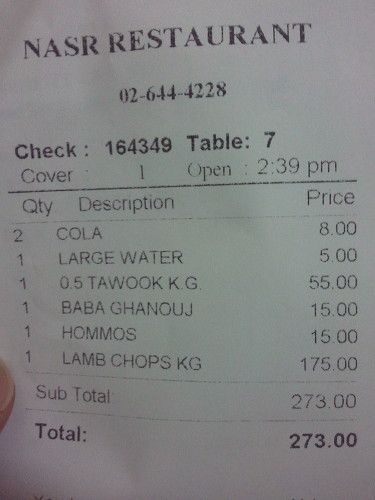 NASR RESTAURANT
02-644-4228
Check : 164349 Table: 7
Cover : 1 Open : 2:39 pm
Qty Description Price
2 COLA 8.00
1 LARGE WATER 5.00
1 0.5 TAWOOK K.G. 55.00
1 BABA GHANOUJ 15.00
1 HOMMOS 15.00
1 LAMB CHOPS KG 175.00
Sub Total 273.00
Total: 273.00